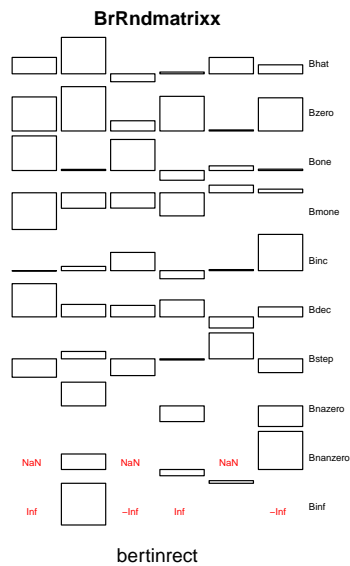 BrRndmatrixx
Bhat
Bzero
Bone
Bmone
Binc
Bdec
Bstep
Bnazero
NaN NaN NaN Bnanzero
Inf −Inf Inf −Inf Binf
bertinrect